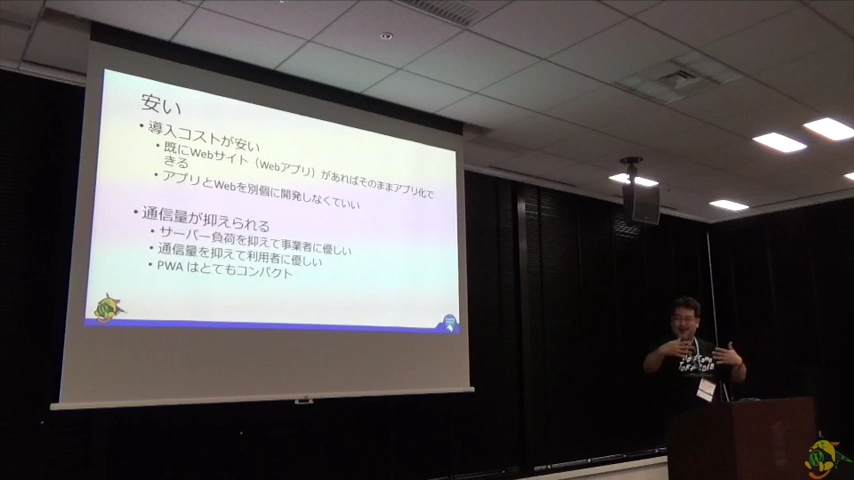 安い
• 導入コストが安い
• 既にWebサイト（Webアプリ）があればそのままアプリ化で
きる
• アプリとWebを別個に開発しなくていい
• 通信量が抑えられる
• サーバー負荷を抑えて事業者に優しい
• 通信量を抑えて利用者に優しい
• PWA はとてもコンパクト